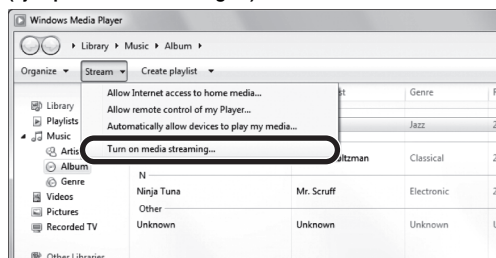 Windows Media Player
Library Music Album
Organize Stream Create playlist
Allow Internet access to home media...
Genre
Allow remote control of my Player...
Automatically allow devices to play my media...
Jazz
Turn on media streaming...
Classical
Library
Playlists
Music
Album
Genre
Videos
Pictures
Recorded TV
N
Ninja Tuna Mr. Scruff Electronic
Other
Unknown Unknown Unknown
Other Libraries